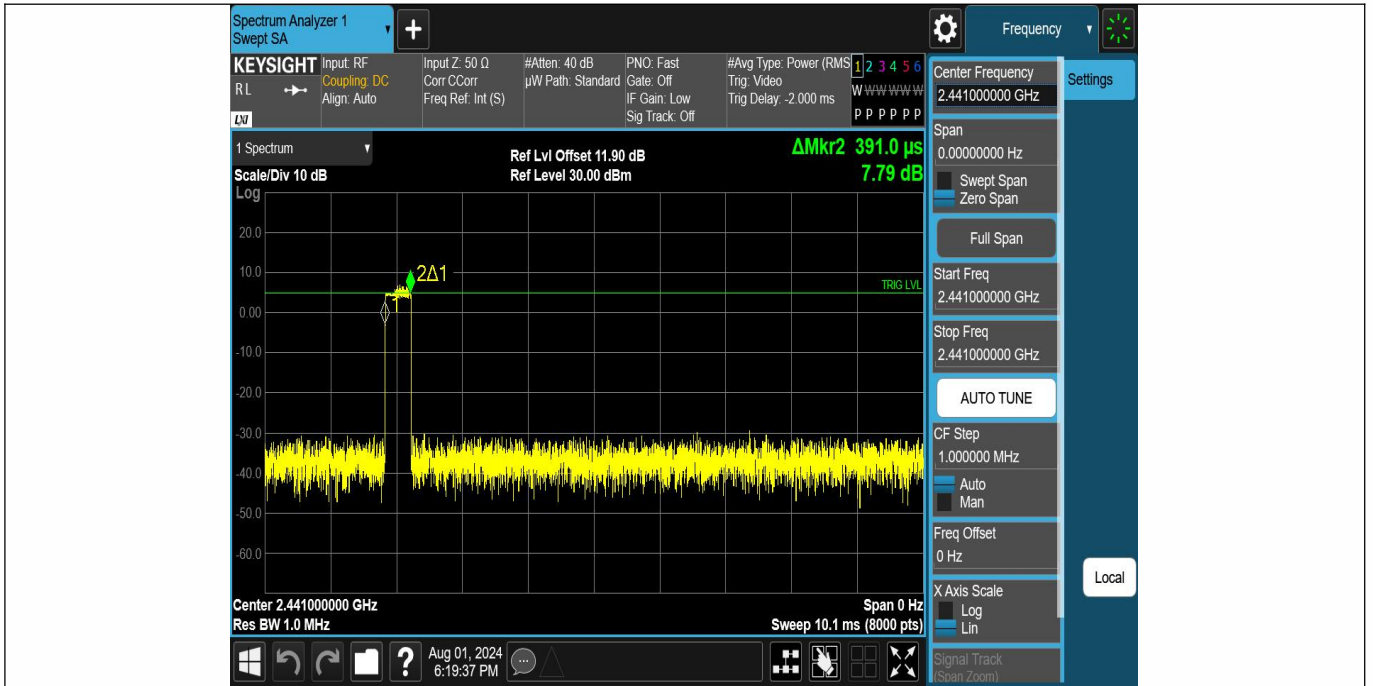 Spectrum Analyzer 1
Swept SA
+
Frequency
KEYSIGHT
RL
LXI
Input: RF
Coupling: DC
Align: Auto
Input Z: 50 Ω
Corr CCorr
Freq Ref: Int (S)
#Atten: 40 dB
µW Path: Standard
PNO: Fast
Gate: Off
IF Gain: Low
Sig Track: Off
#Avg Type: Power (RMS
Trig: Video
Trig Delay: -2.000 ms
1 2 3 4 5 6
W W W W W W
P P P P P P
1 Spectrum
Scale/Div 10 dB
Ref Lvl Offset 11.90 dB
Ref Level 30.00 dBm
ΔMkr2 391.0 µs
7.79 dB
Log
20.0
10.0
0.00
-10.0
-20.0
-30.0
-40.0
-50.0
-60.0
2Δ1
TRIG LVL
Center 2.441000000 GHz
Res BW 1.0 MHz
Span 0 Hz
Sweep 10.1 ms (8000 pts)
Center Frequency
2.441000000 GHz
Settings
Span
0.00000000 Hz
Swept Span
Zero Span
Full Span
Start Freq
2.441000000 GHz
Stop Freq
2.441000000 GHz
AUTO TUNE
CF Step
1.000000 MHz
Auto
Man
Freq Offset
0 Hz
X Axis Scale
Log
Lin
Local
Signal Track
(Span Zoom)
?
Aug 01, 2024
6:19:37 PM